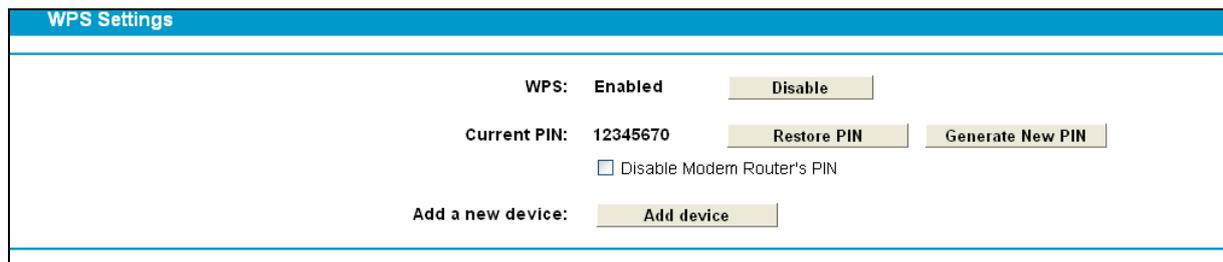 WPS Settings
WPS: Enabled Disable
Current PIN: 12345670 Restore PIN Generate New PIN
Disable Modem Router's PIN
Add a new device: Add device